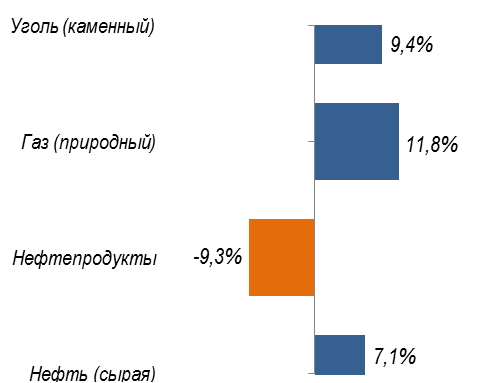 Уголь (каменный)
9,4%
Газ (природный)
11,8%
Нефтепродукты
-9,3%
Нефть (сырая)
7,1%